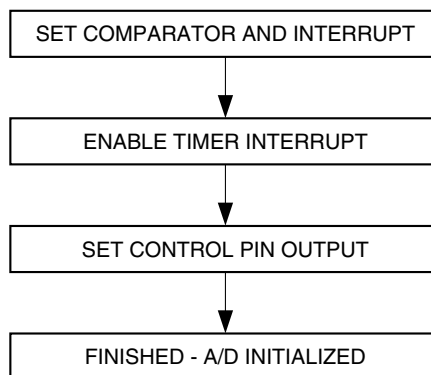 SET COMPARATOR AND INTERRUPT
ENABLE TIMER INTERRUPT
SET CONTROL PIN OUTPUT
FINISHED - A/D INITIALIZED